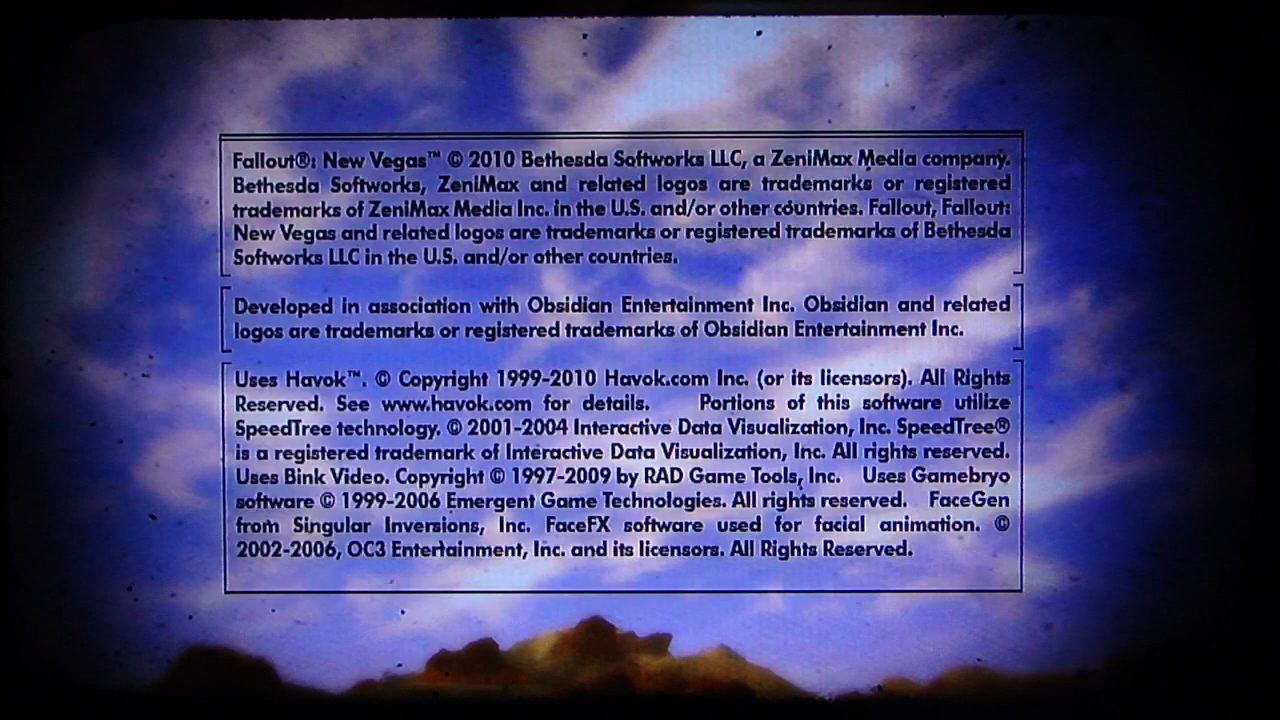 Fallout®: New Vegas™ © 2010 Bethesda Softworks LLC, a ZeniMax Media company.
Bethesda Softworks, ZeniMax and related logos are trademarks or registered
trademarks of ZeniMax Media Inc. in the U.S. and/or other countries. Fallout, Fallout:
New Vegas and related logos are trademarks or registered trademarks of Bethesda
Softworks LLC in the U.S. and/or other countries.
Developed in association with Obsidian Entertainment Inc. Obsidian and related
logos are trademarks or registered trademarks of Obsidian Entertainment Inc.
Uses Havok™. © Copyright 1999-2010 Havok.com Inc. (or its licensors). All Rights
Reserved. See www.havok.com for details. Portions of this software utilize
SpeedTree technology. © 2001-2004 Interactive Data Visualization, Inc. SpeedTree®
is a registered trademark of Interactive Data Visualization, Inc. All rights reserved.
Uses Bink Video. Copyright © 1997-2009 by RAD Game Tools, Inc. Uses Gamebryo
software © 1999-2006 Emergent Game Technologies. All rights reserved. FaceGen
from Singular Inversions, Inc. FaceFX software used for facial animation. ©
2002-2006, OC3 Entertainment, Inc. and its licensors. All Rights Reserved.